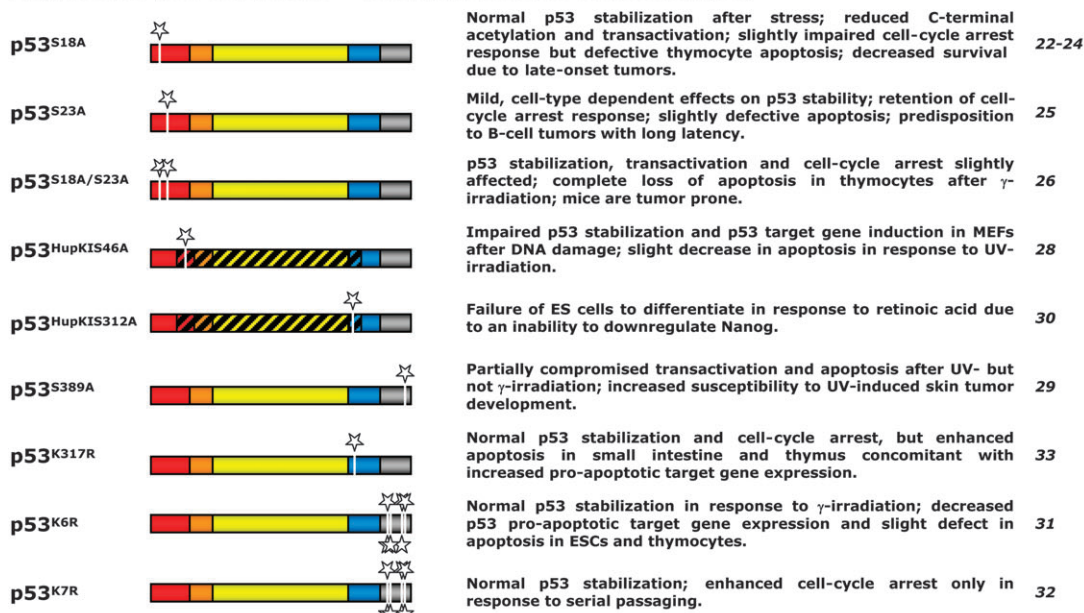 p53S18A
Normal p53 stabilization after stress; reduced C-terminal
acetylation and transactivation; slightly impaired cell-cycle arrest
response but defective thymocyte apoptosis; decreased survival
due to late-onset tumors.
22-24
p53S23A
Mild, cell-type dependent effects on p53 stability; retention of cell-
cycle arrest response; slightly defective apoptosis; predisposition
to B-cell tumors with long latency.
25
p53S18A/S23A
p53 stabilization, transactivation and cell-cycle arrest slightly
affected; complete loss of apoptosis in thymocytes after γ-
irradiation; mice are tumor prone.
26
p53HupKIS46A
Impaired p53 stabilization and p53 target gene induction in MEFs
after DNA damage; slight decrease in apoptosis in response to UV-
irradiation.
28
p53HupKIS312A
Failure of ES cells to differentiate in response to retinoic acid due
to an inability to downregulate Nanog.
30
p53S389A
Partially compromised transactivation and apoptosis after UV- but
not γ-irradiation; increased susceptibility to UV-induced skin tumor
development.
29
p53K317R
Normal p53 stabilization and cell-cycle arrest, but enhanced
apoptosis in small intestine and thymus concomitant with
increased pro-apoptotic target gene expression.
33
p53K6R
Normal p53 stabilization in response to γ-irradiation; decreased
p53 pro-apoptotic target gene expression and slight defect in
apoptosis in ESCs and thymocytes.
31
p53K7R
Normal p53 stabilization; enhanced cell-cycle arrest only in
response to serial passaging.
32